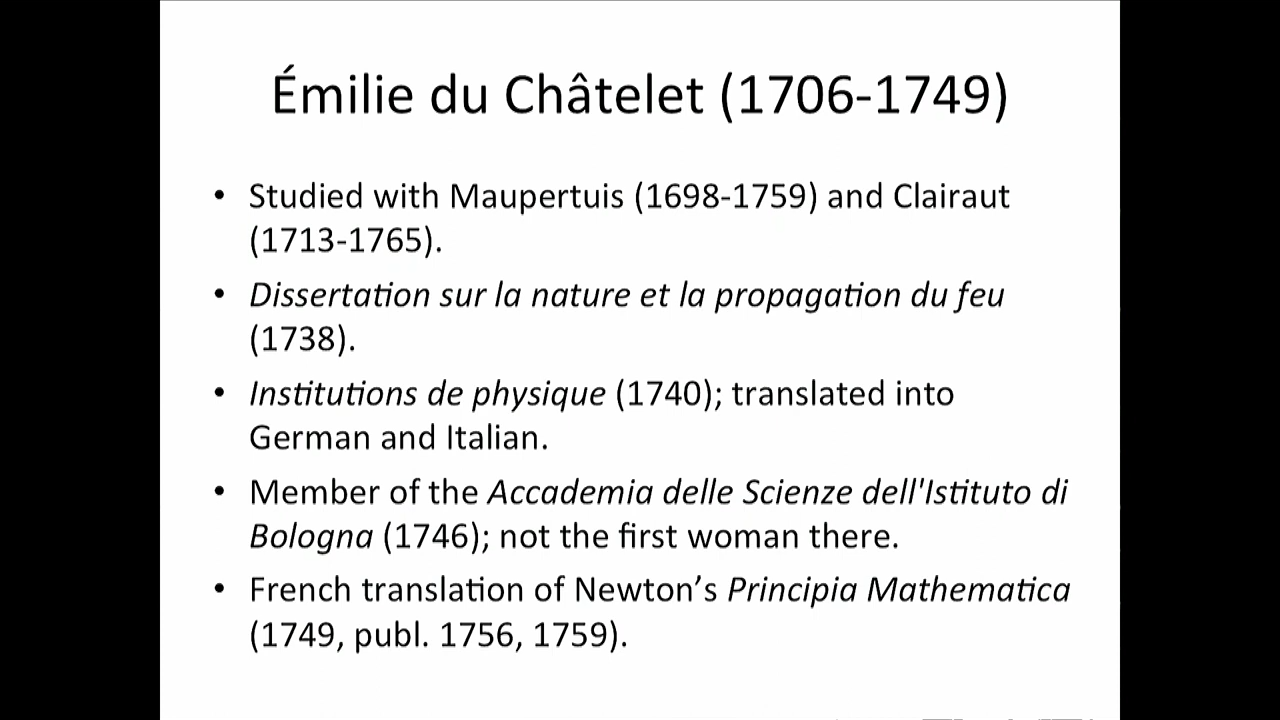 Émilie du Châtelet (1706-1749)
• Studied with Maupertuis (1698-1759) and Clairaut
(1713-1765).
• Dissertation sur la nature et la propagation du feu
(1738).
• Institutions de physique (1740); translated into
German and Italian.
• Member of the Accademia delle Scienze dell'Istituto di
Bologna (1746); not the first woman there.
• French translation of Newton’s Principia Mathematica
(1749, publ. 1756, 1759).